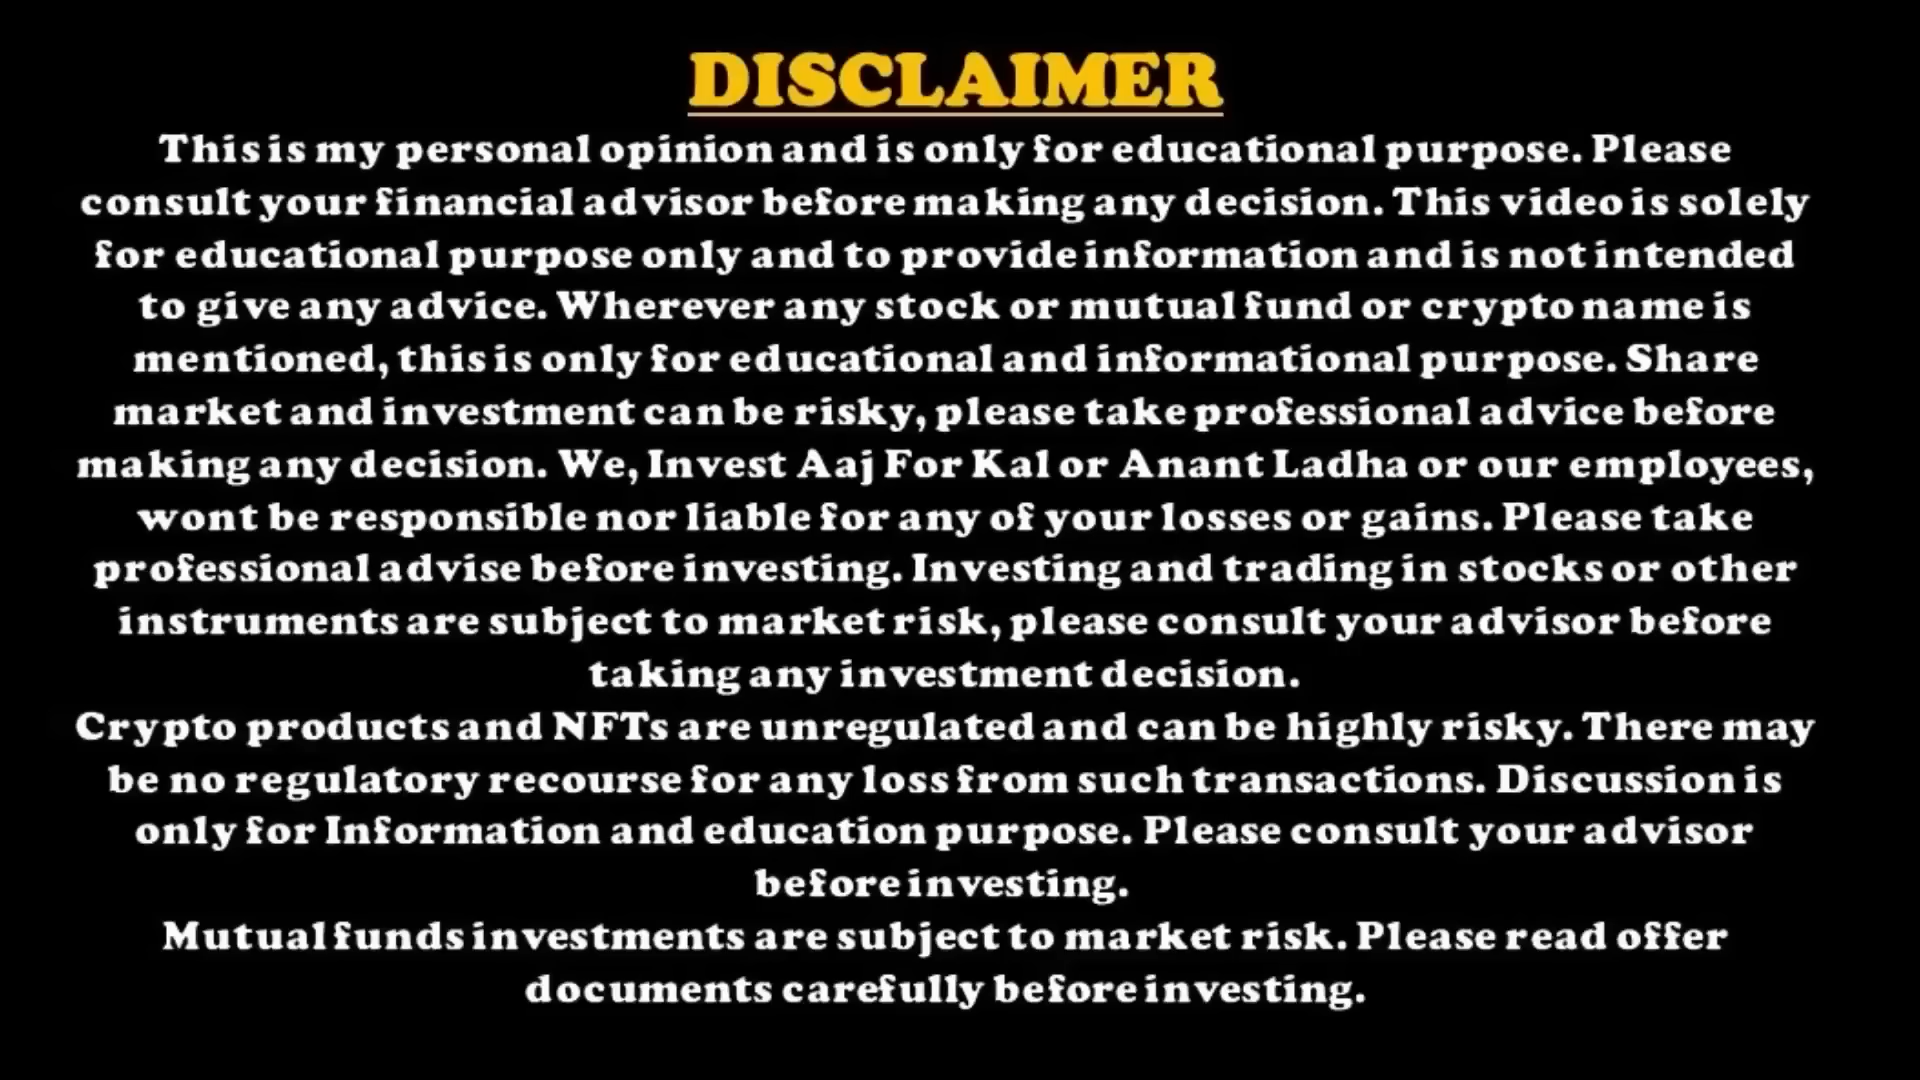 DISCLAIMER
This is my personal opinion and is only for educational purpose. Please
consult your financial advisor before making any decision. This video is solely
for educational purpose only and to provide information and is not intended
to give any advice. Wherever any stock or mutual fund or crypto name is
mentioned, this is only for educational and informational purpose. Share
market and investment can be risky, please take professional advice before
making any decision. We, Invest Aaj For Kal or Anant Ladha or our employees,
wont be responsible nor liable for any of your losses or gains. Please take
professional advise before investing. Investing and trading in stocks or other
instruments are subject to market risk, please consult your advisor before
taking any investment decision.
Crypto products and NFTs are unregulated and can be highly risky. There may
be no regulatory recourse for any loss from such transactions. Discussion is
only for Information and education purpose. Please consult your advisor
before investing.
Mutual funds investments are subject to market risk. Please read offer
documents carefully before investing.